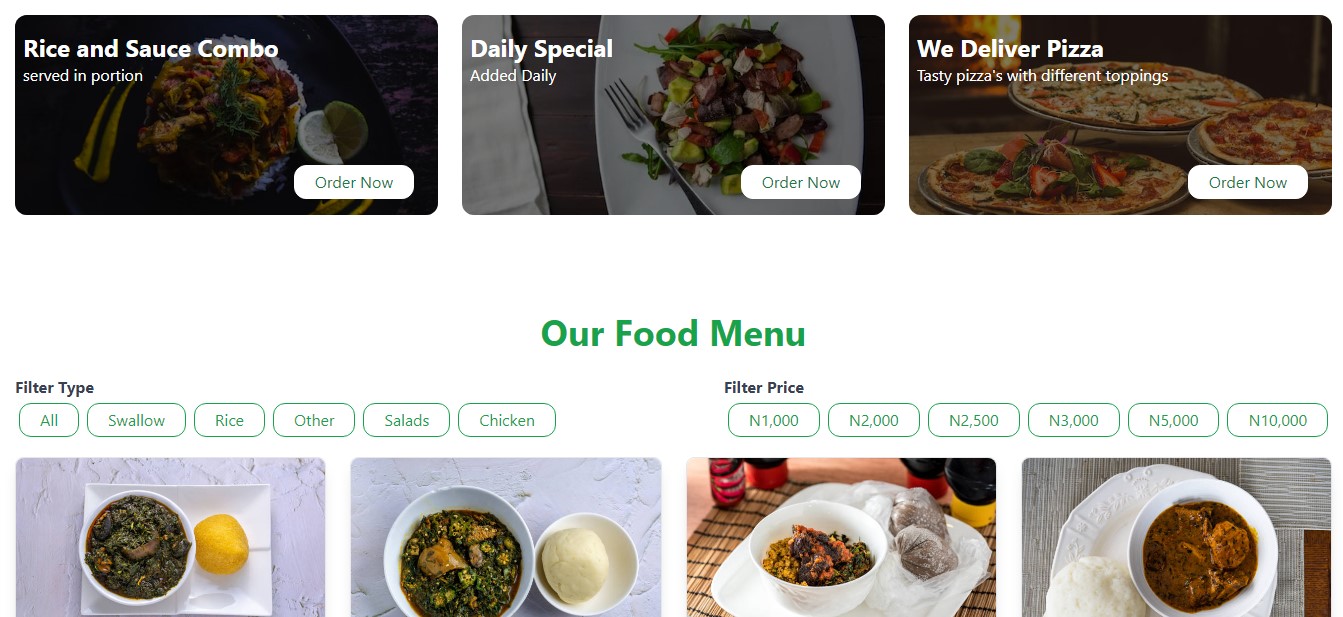 Rice and Sauce Combo
served in portion
Order Now
Daily Special
Added Daily
Order Now
We Deliver Pizza
Tasty pizza's with different toppings
Order Now
Our Food Menu
Filter Type
All Swallow Rice Other Salads Chicken
Filter Price
N1,000 N2,000 N2,500 N3,000 N5,000 N10,000